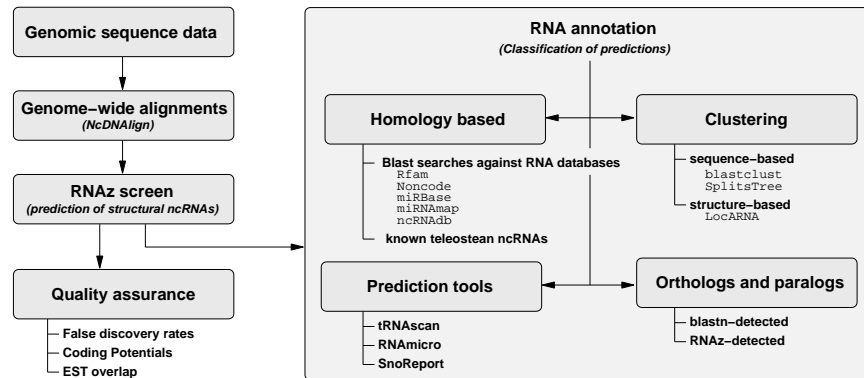 Genomic sequence data
Genome−wide alignments
(NcDNAlign)
RNAz screen
(prediction of structural ncRNAs)
Quality assurance
False discovery rates
Coding Potentials
EST overlap
RNA annotation
(Classification of predictions)
Homology based
Blast searches against RNA databases
Rfam
Noncode
miRBase
miRNAmap
ncRNAdb
known teleostean ncRNAs
Clustering
sequence−based
blastclust
SplitsTree
structure−based
LocARNA
Prediction tools
tRNAscan
RNAmicro
SnoReport
Orthologs and paralogs
blastn−detected
RNAz−detected